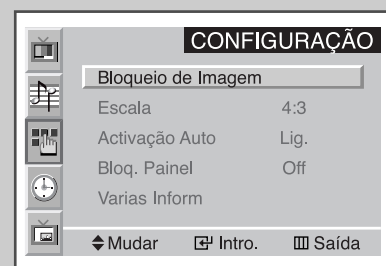 CONFIGURAÇÃO
Bloqueio de Imagem
Escala 4:3
Activação Auto Lig.
Bloq. Painel Off
Varias Inform
Mudar Intro. Saída